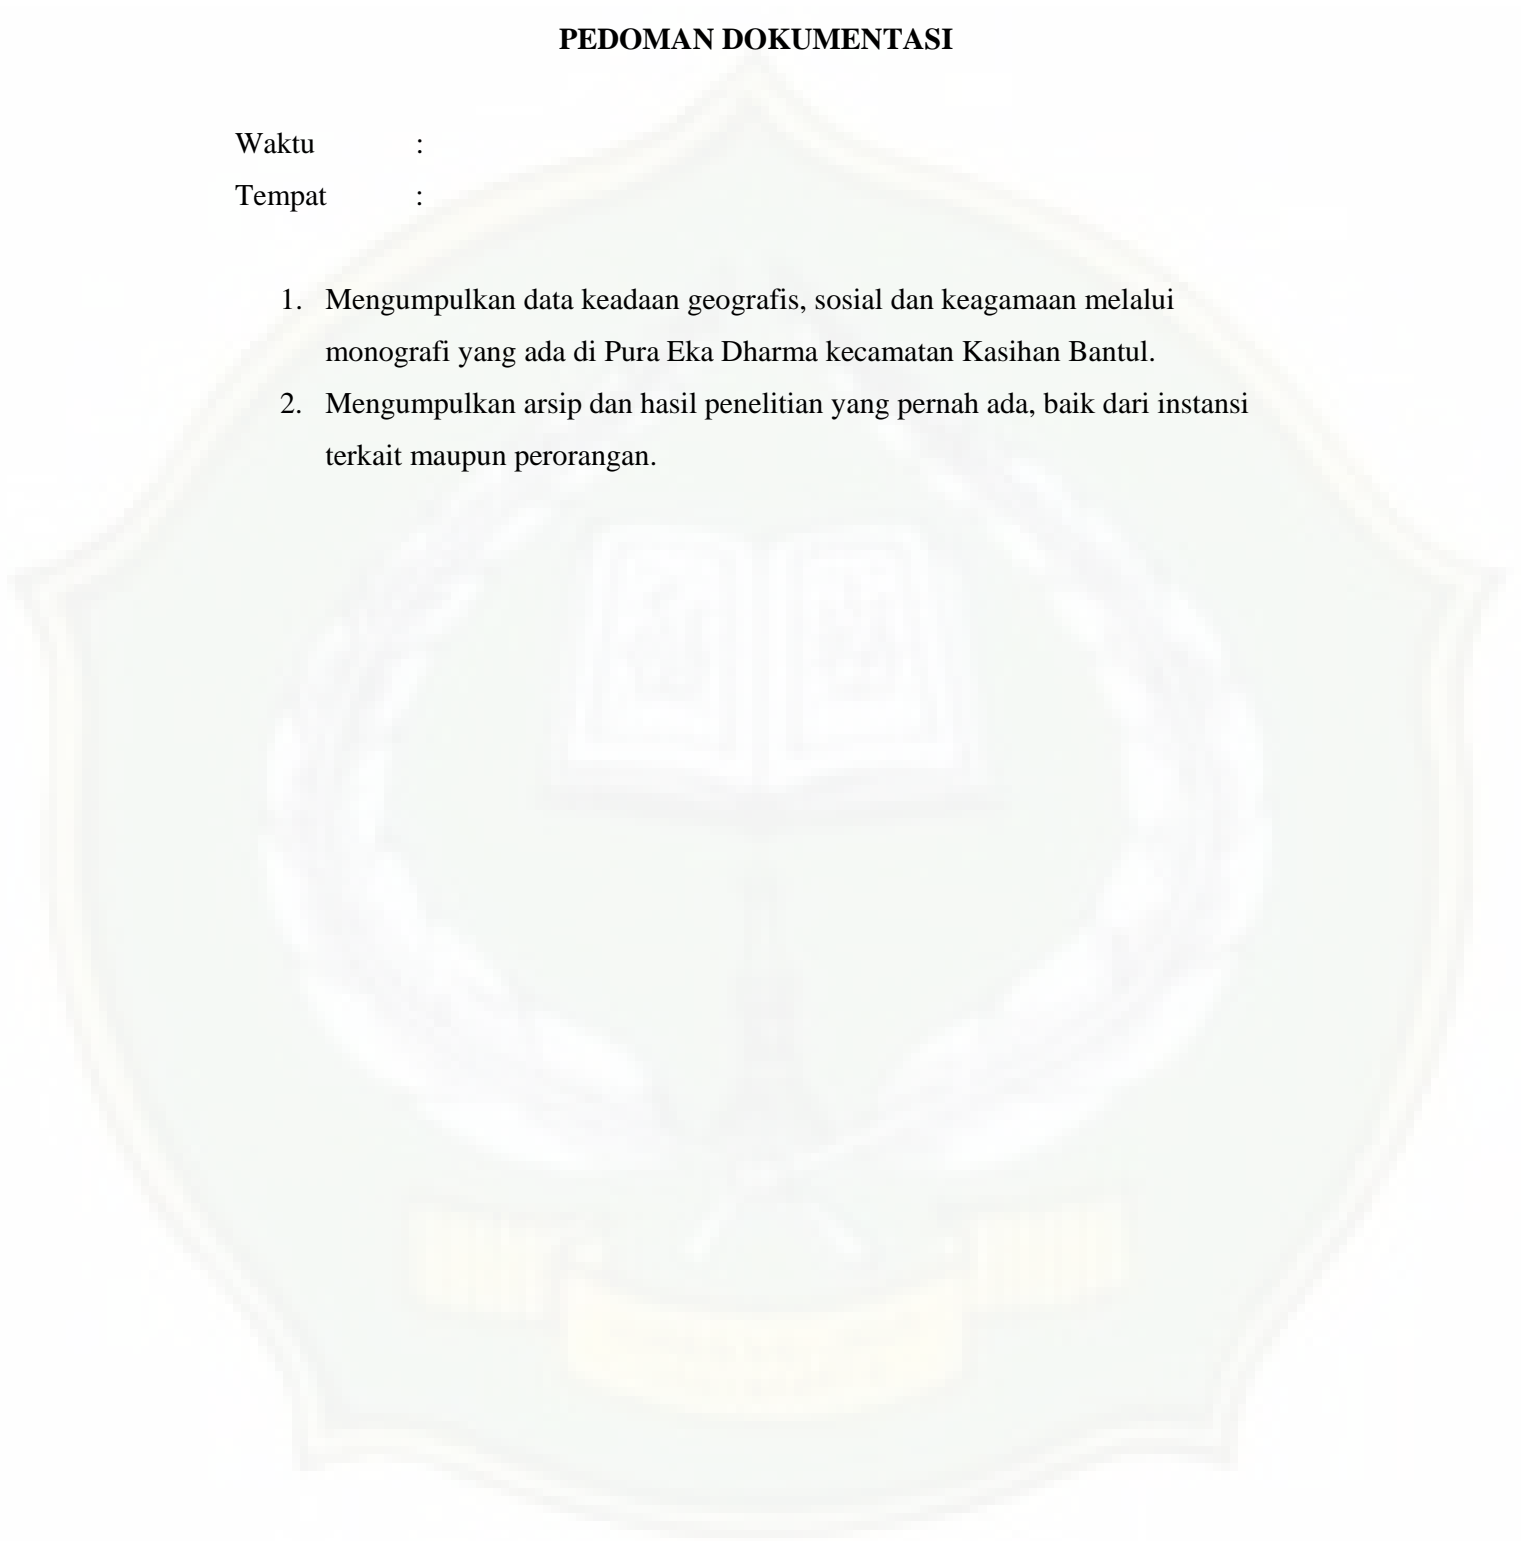 PEDOMAN DOKUMENTASI
Waktu :
Tempat :
1. Mengumpulkan data keadaan geografis, sosial dan keagamaan melalui
monografi yang ada di Pura Eka Dharma kecamatan Kasihan Bantul.
2. Mengumpulkan arsip dan hasil penelitian yang pernah ada, baik dari instansi
terkait maupun perorangan.